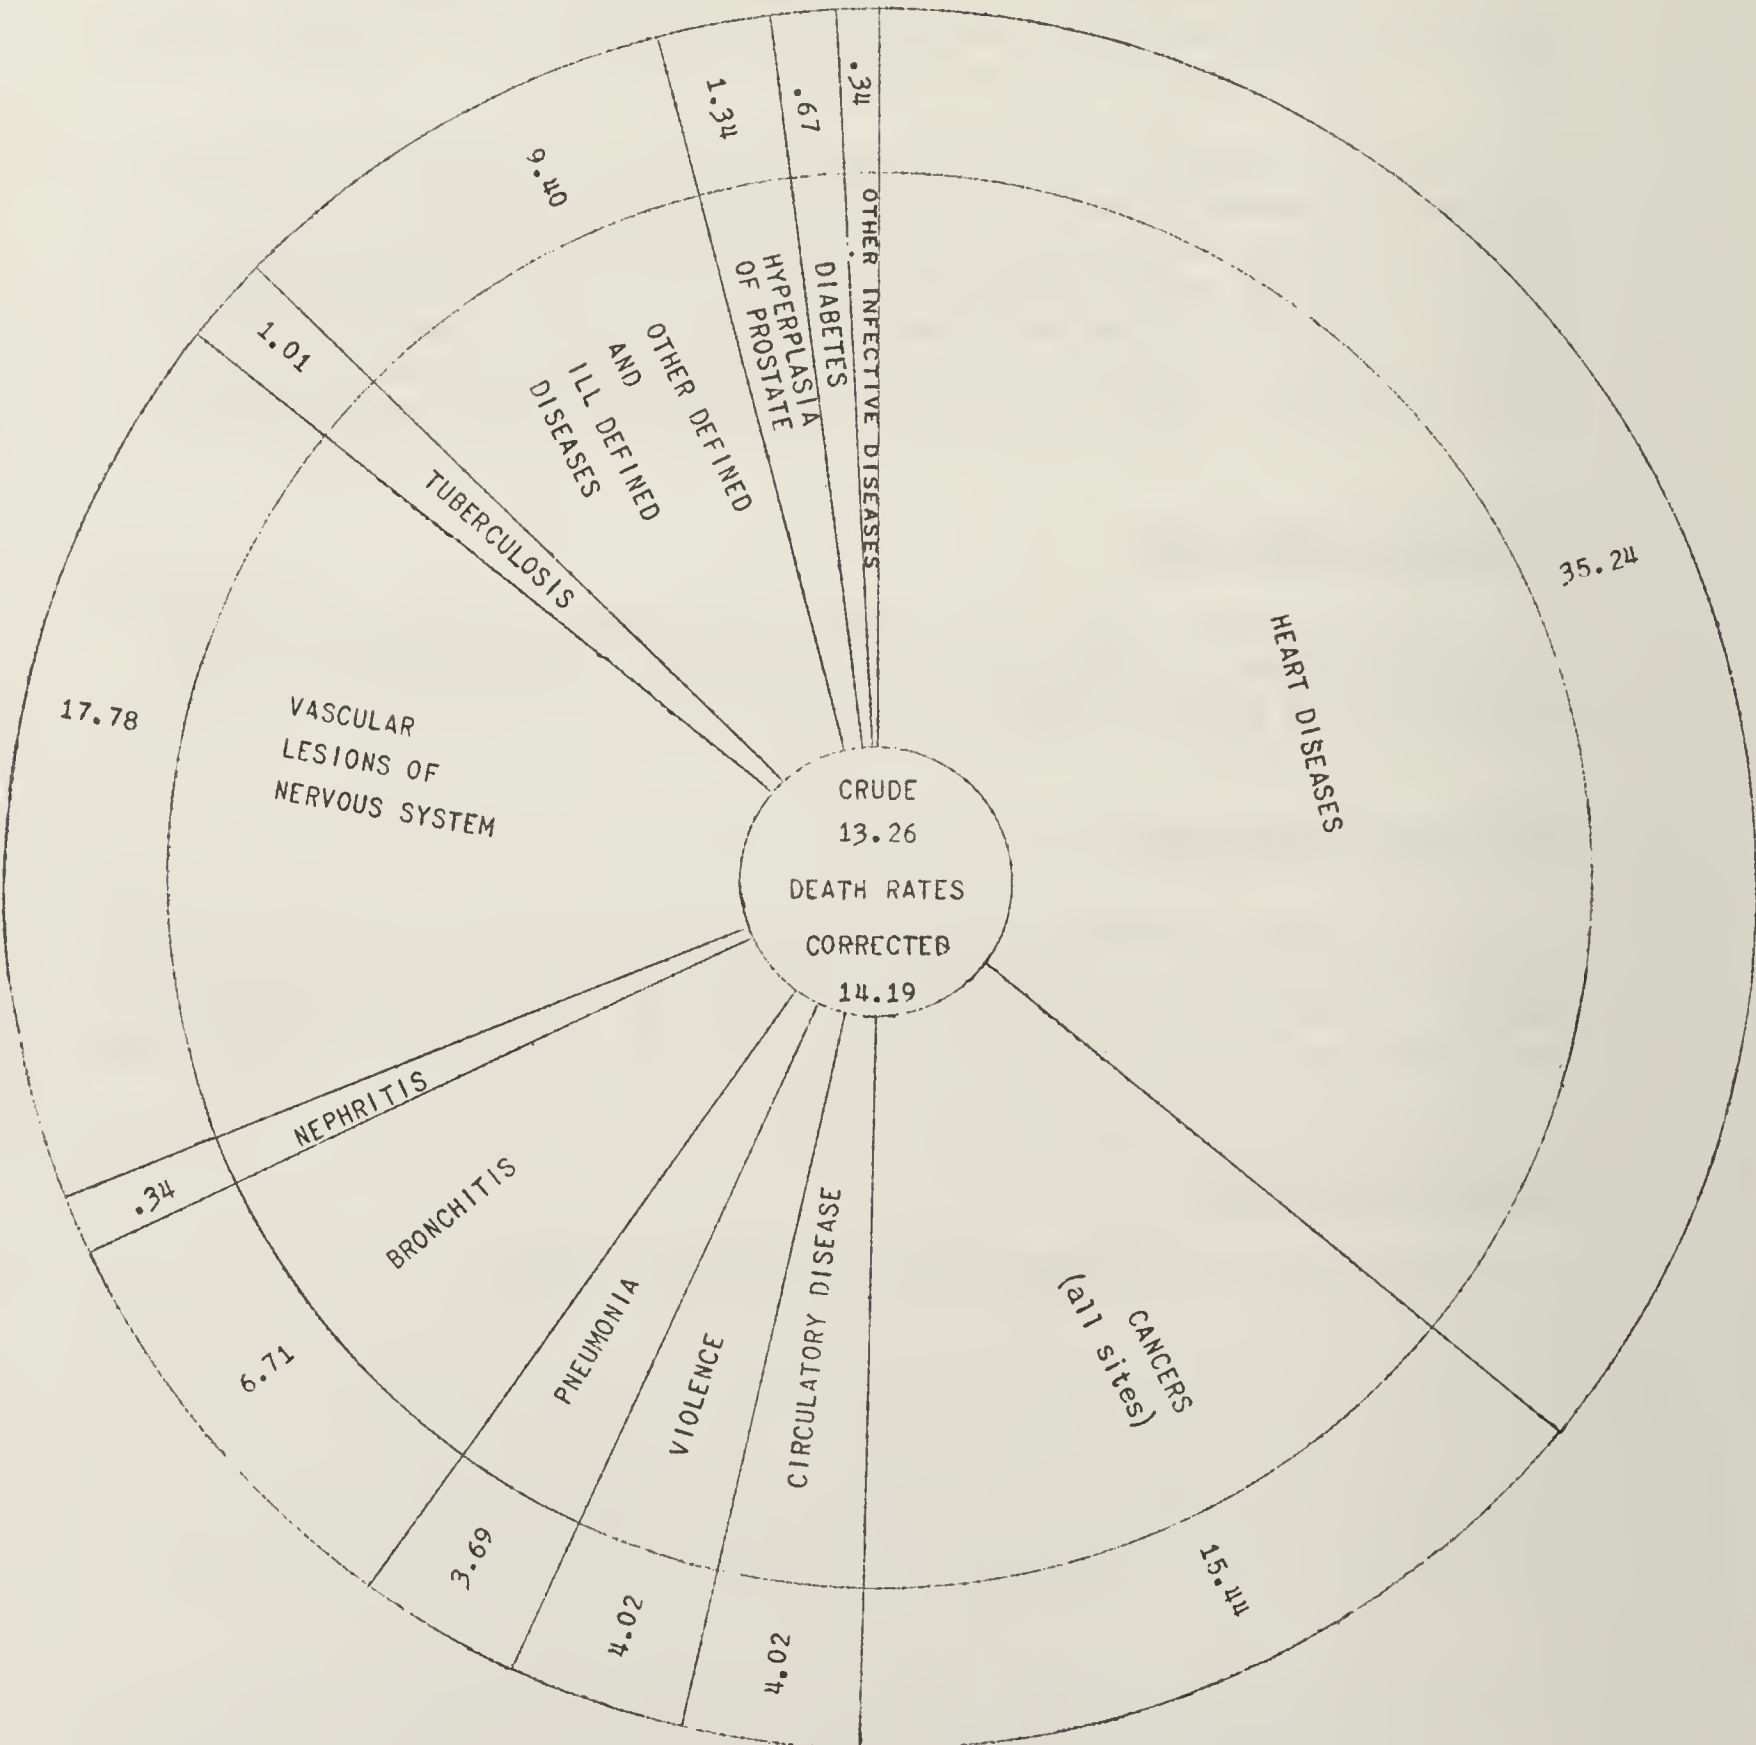 .34
OTHER INFECTIVE DISEASES
35.24
HEART DISEASES
15.44
CANCERS
(all sites)
4.02
CIRCULATORY DISEASE
4.02
VIOLENCE
3.69
PNEUMONIA
6.71
BRONCHITIS
.34
NEPHRITIS
17.78
VASCULAR
LESIONS OF
NERVOUS SYSTEM
1.01
TUBERCULOSIS
9.40
OTHER DEFINED
AND
ILL DEFINED
DISEASES
1.34
HYPERPLASIA
OF PROSTATE
.67
DIABETES
CRUDE
13.26
DEATH RATES
CORRECTED
14.19